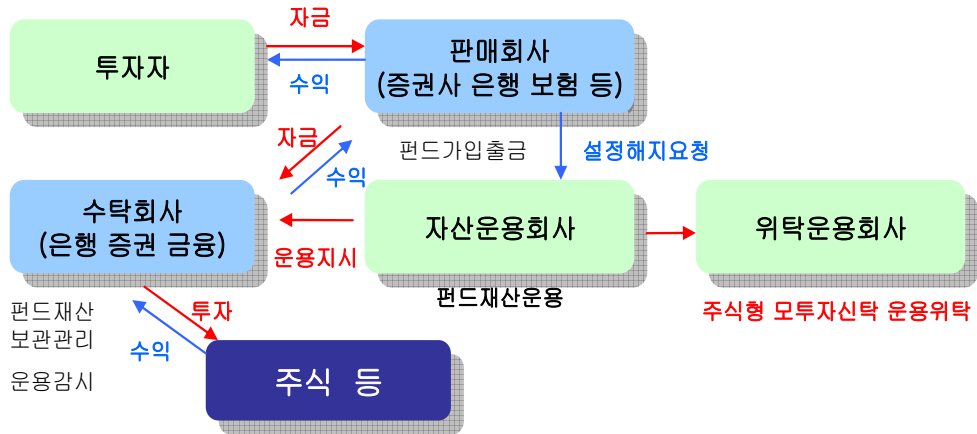 자금
투자자
판매회사
(증권사 은행 보험 등)
수익
자금
펀드가입출금
설정해지요청
수익
수탁회사
(은행 증권 금융)
자산운용회사
위탁운용회사
운용지시
펀드재산운용
펀드재산
보관관리
투자
주식형 모투자신탁 운용위탁
수익
운용감시
주식 등